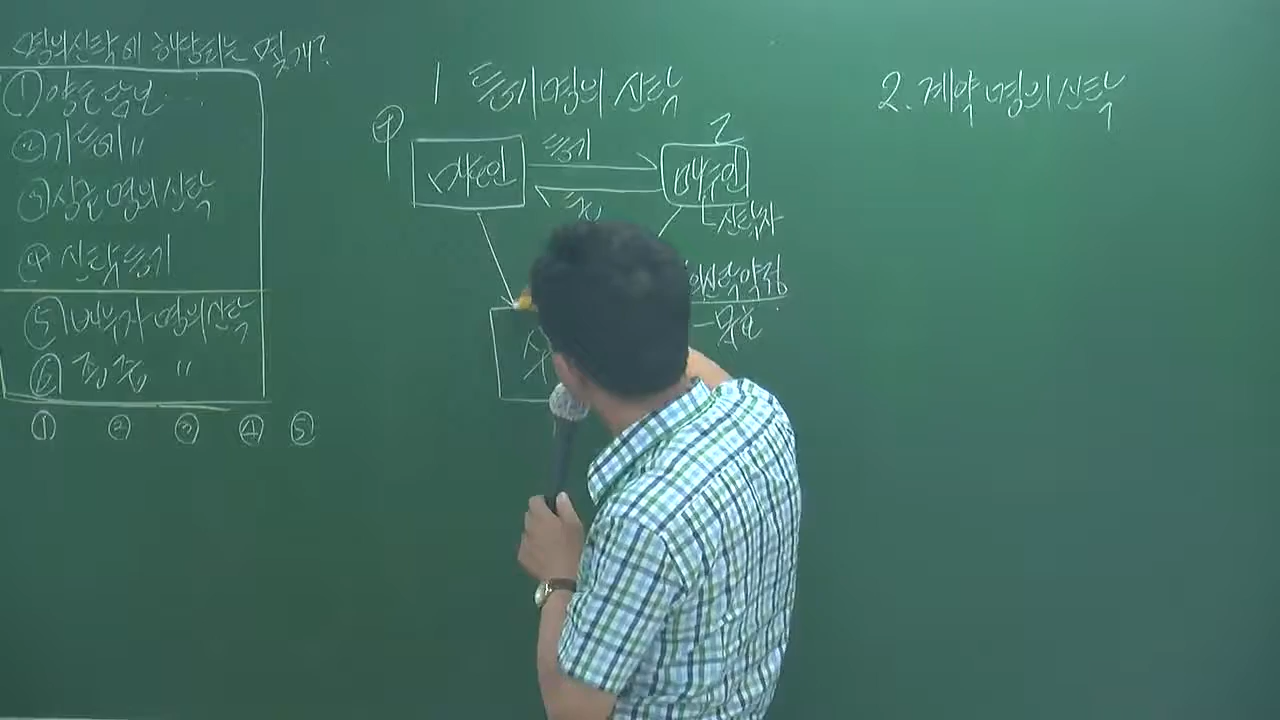 명의신탁에 해당되는 몇개?
① 양도담보 …
② 가등기 〃
③ 상호명의신탁
④ 신탁등기
⑤ 배우자 명의신탁
⑥ 종중 〃
① ② ③ ④ ⑤
1 등기명의 신탁
甲 乙
매도인 등기 매수인
신탁자
신탁약정
- 무효
2. 계약명의신탁